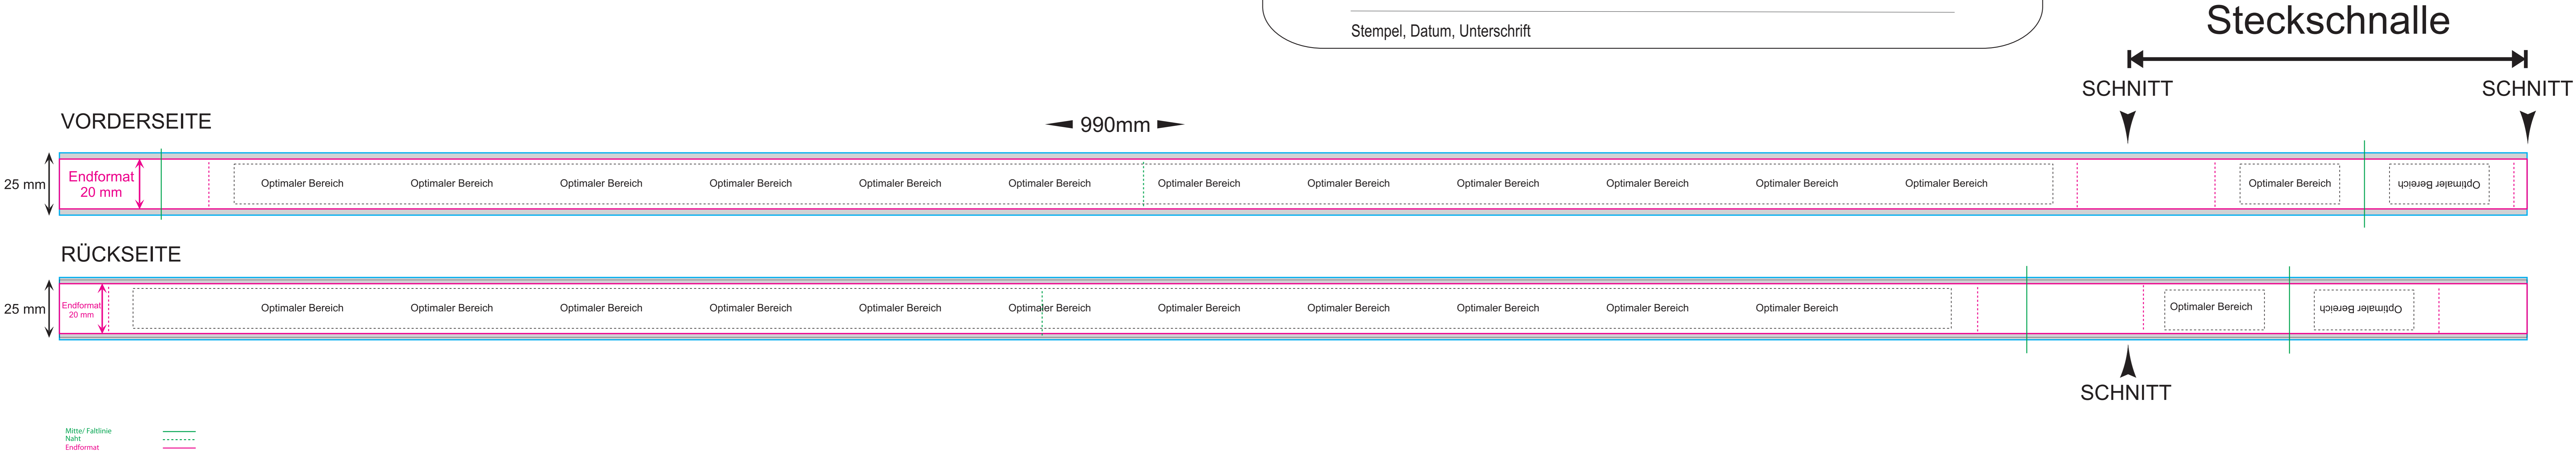 Steckschnalle
Stempel, Datum, Unterschrift
SCHNITT
SCHNITT
VORDERSEITE
990mm
25 mm
Endformat
20 mm
Optimaler Bereich
Optimaler Bereich
Optimaler Bereich
Optimaler Bereich
Optimaler Bereich
Optimaler Bereich
Optimaler Bereich
Optimaler Bereich
Optimaler Bereich
Optimaler Bereich
Optimaler Bereich
Optimaler Bereich
Optimaler Bereich
Optimaler Bereich
RÜCKSEITE
25 mm
Endformat
20 mm
Optimaler Bereich
Optimaler Bereich
Optimaler Bereich
Optimaler Bereich
Optimaler Bereich
Optimaler Bereich
Optimaler Bereich
Optimaler Bereich
Optimaler Bereich
Optimaler Bereich
Optimaler Bereich
Optimaler Bereich
Optimaler Bereich
SCHNITT
Mitte/ Faltlinie
Naht
Endformat